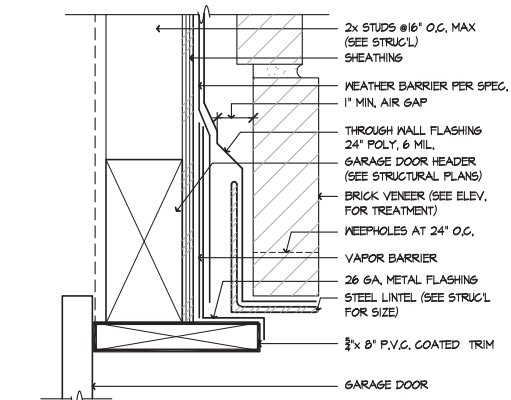 2x STUDS @16" O.C. MAX
(SEE STRUC'L)
SHEATHING
WEATHER BARRIER PER SPEC.
1" MIN. AIR GAP
THROUGH WALL FLASHING
24" POLY, 6 MIL.
GARAGE DOOR HEADER
(SEE STRUCTURAL PLANS)
BRICK VENEER (SEE ELEV.
FOR TREATMENT)
WEEPHOLES AT 24" O.C.
VAPOR BARRIER
26 GA. METAL FLASHING
STEEL LINTEL (SEE STRUC'L
FOR SIZE)
5/4"x 8" P.V.C. COATED TRIM
GARAGE DOOR